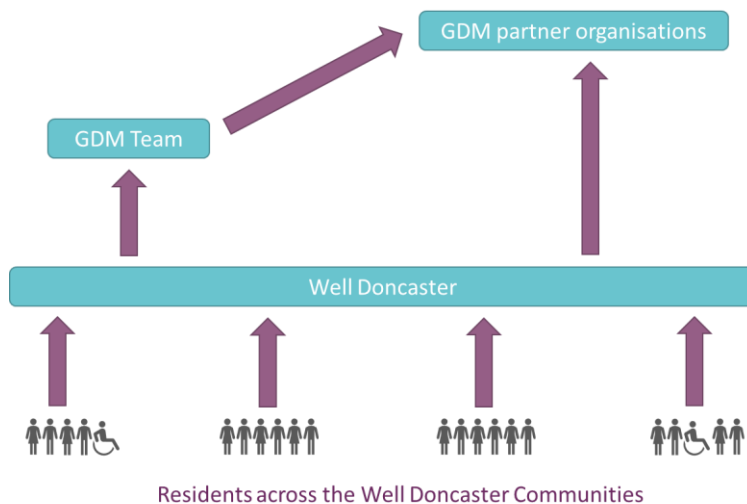 GDM partner organisations
GDM Team
Well Doncaster
Residents across the Well Doncaster Communities